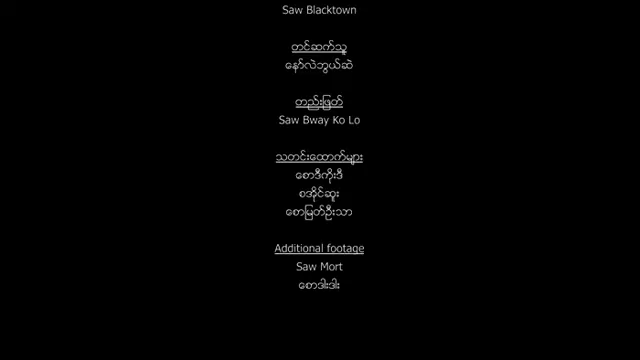 Saw Blacktown
တင်ဆက်သူ
နော်လဲဘွယ်ဆဲ
တည်းဖြတ်
Saw Bway Ko Lo
သတင်းထောက်များ
စောဒီကိုးဒီ
စအိုင်ဆူး
စောမြတ်ဦးသာ
Additional footage
Saw Mort
စောဒါးဒါး